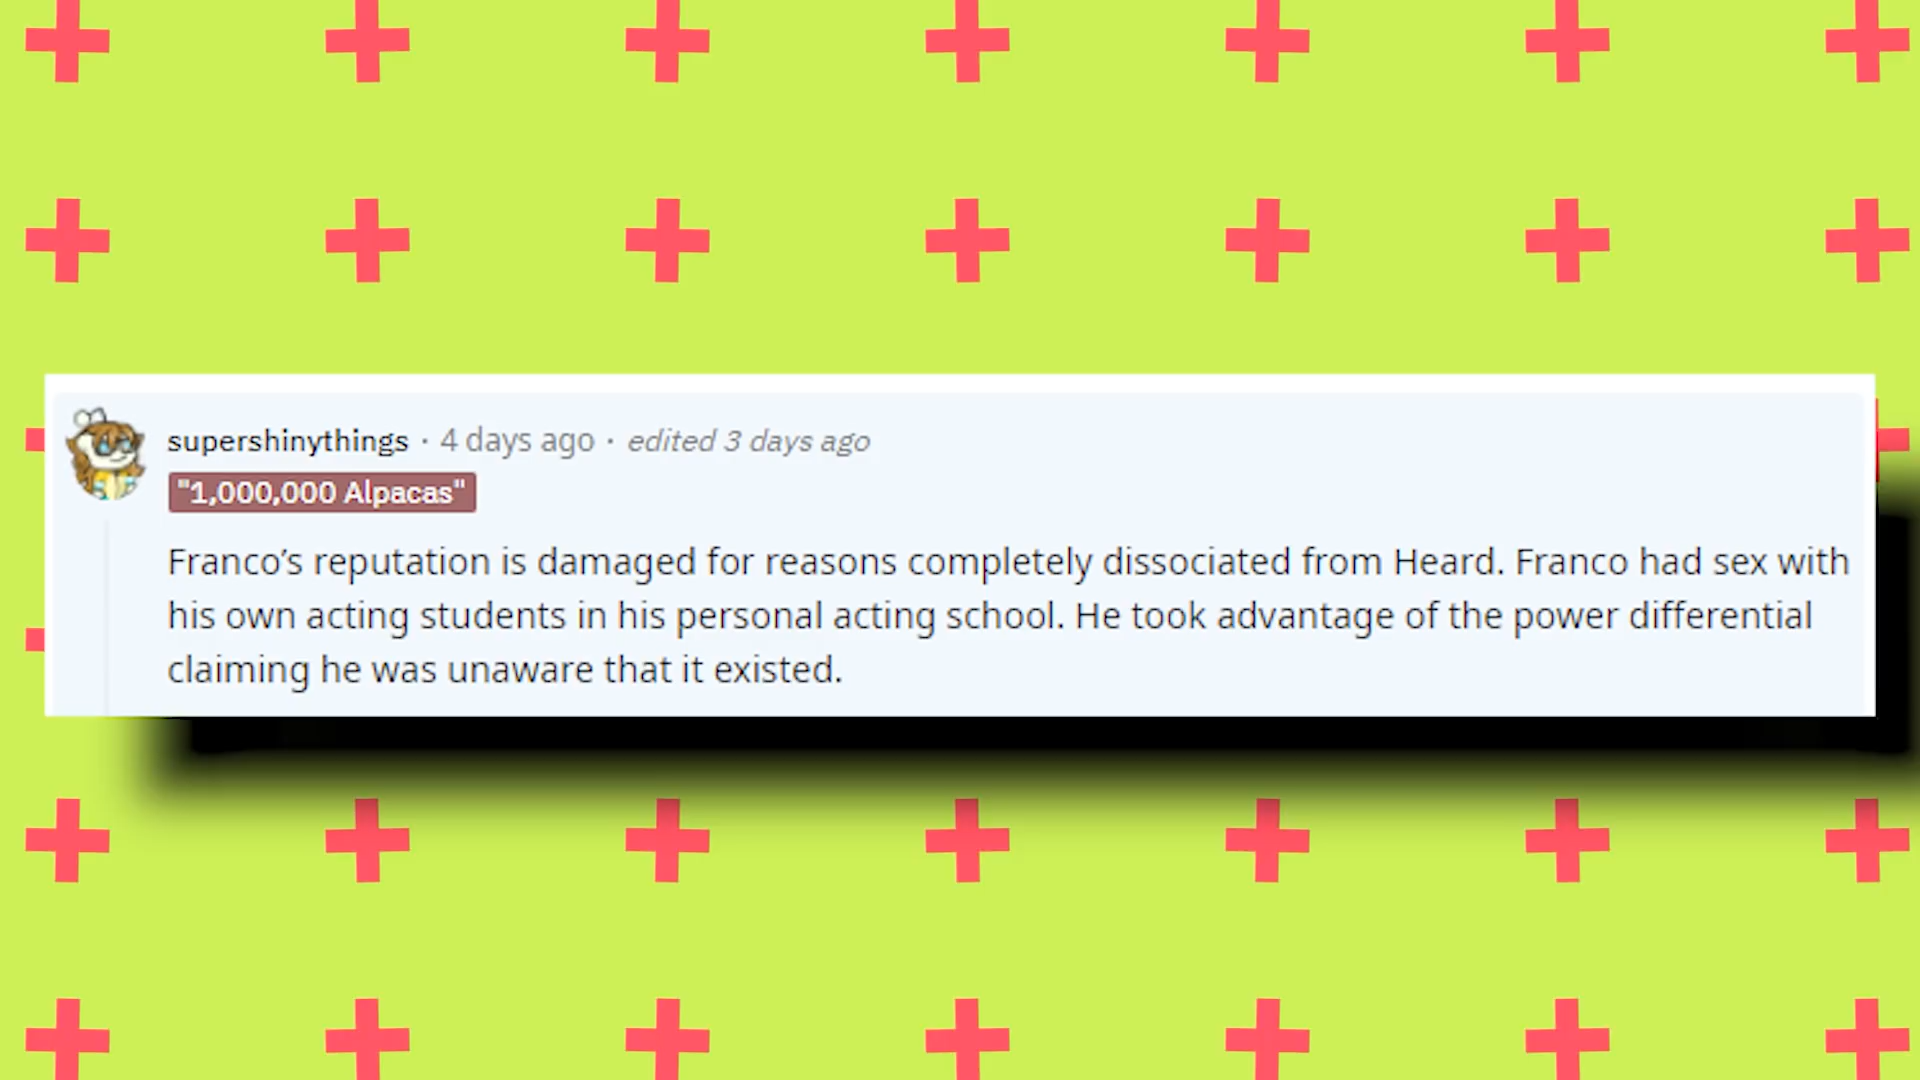 supershinythings · 4 days ago · edited 3 days ago
"1,000,000 Alpacas"
Franco’s reputation is damaged for reasons completely dissociated from Heard. Franco had sex with
his own acting students in his personal acting school. He took advantage of the power differential
claiming he was unaware that it existed.